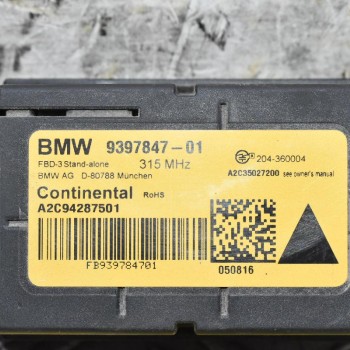 BMW 9397847-01
FBD-3 Stand-alone 315 MHz
BMW AG D-80788 München
204-360004
A2C35027200 see owner's manual
Continental RoHS
A2C94287501
FB939784701
050816